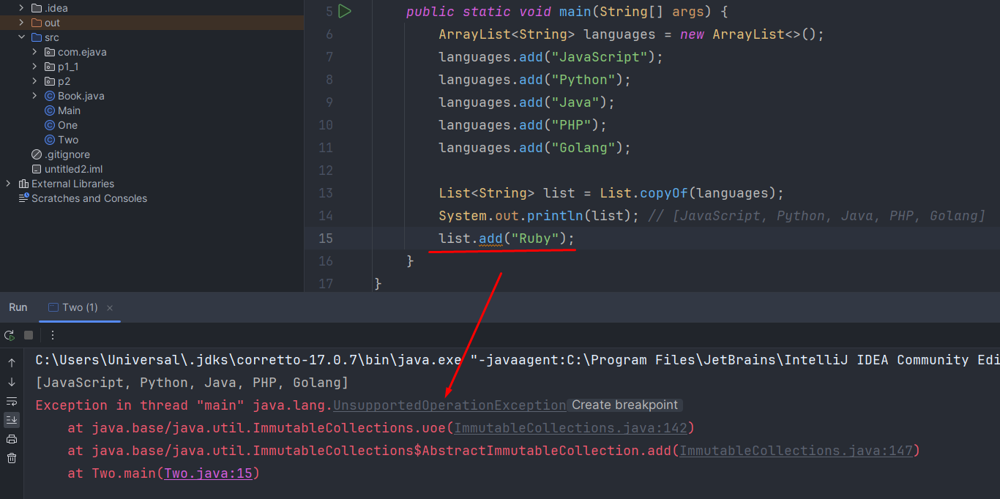 .idea
out
src
com.ejava
p1_1
p2
Book.java
Main
One
Two
.gitignore
untitled2.iml
External Libraries
Scratches and Consoles
5 public static void main(String[] args) {
6 ArrayList<String> languages = new ArrayList<>();
7 languages.add("JavaScript");
8 languages.add("Python");
9 languages.add("Java");
10 languages.add("PHP");
11 languages.add("Golang");
12
13 List<String> list = List.copyOf(languages);
14 System.out.println(list); // [JavaScript, Python, Java, PHP, Golang]
15 list.add("Ruby");
16 }
17 }
Run Two (1)
C:\Users\Universal\.jdks\corretto-17.0.7\bin\java.exe "-javaagent:C:\Program Files\JetBrains\IntelliJ IDEA Community Edi
[JavaScript, Python, Java, PHP, Golang]
Exception in thread "main" java.lang.UnsupportedOperationException Create breakpoint
at java.base/java.util.ImmutableCollections.uoe(ImmutableCollections.java:142)
at java.base/java.util.ImmutableCollections$AbstractImmutableCollection.add(ImmutableCollections.java:147)
at Two.main(Two.java:15)